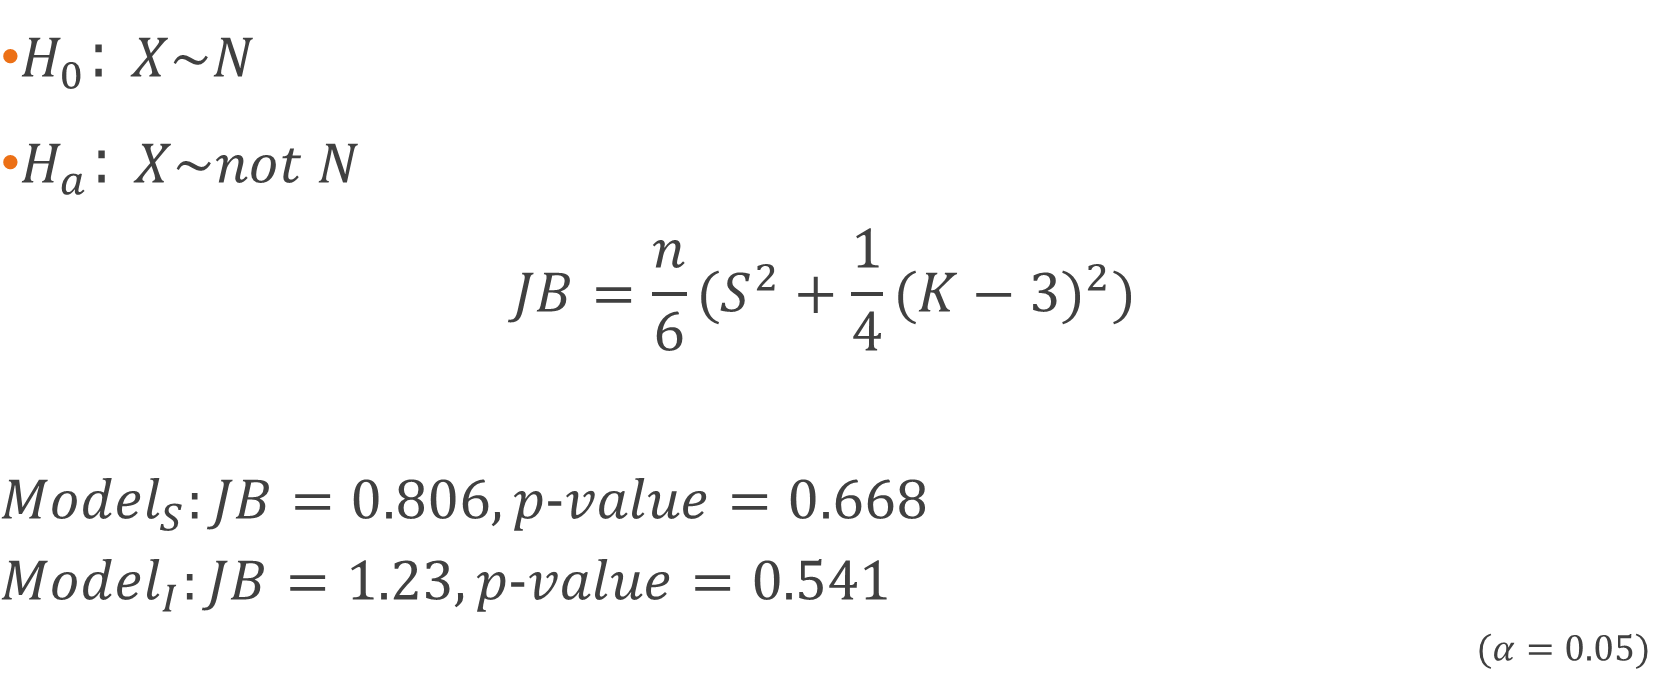 •H₀: X~N
•Hₐ: X~not N
JB = n/6 (S² + 1/4 (K − 3)²)
Model_S: JB = 0.806, p-value = 0.668
Model_I: JB = 1.23, p-value = 0.541
(α = 0.05)